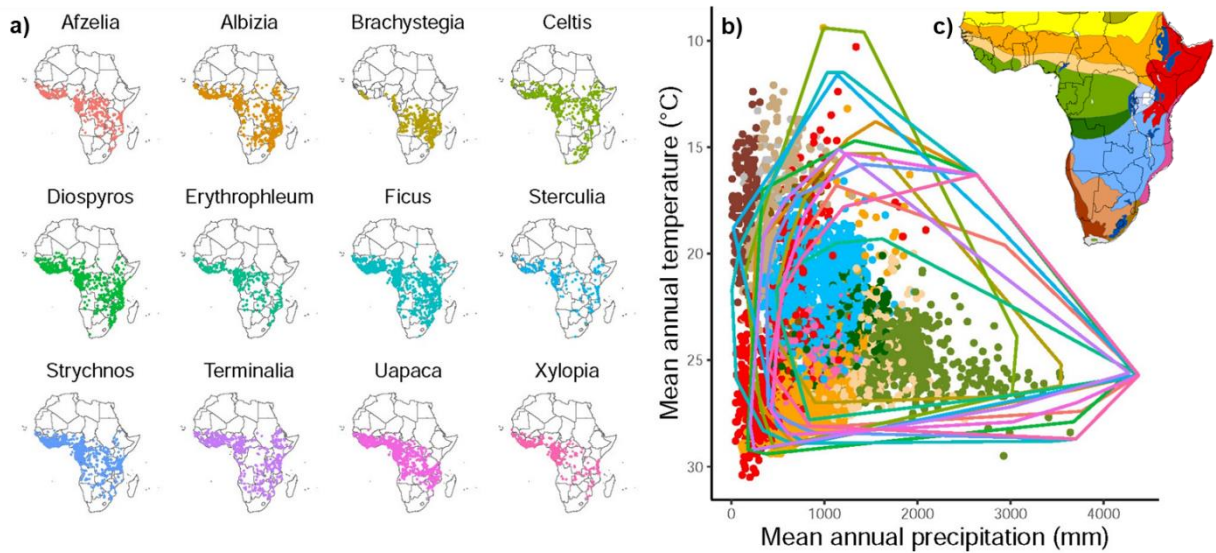 a)
Afzelia
Albizia
Brachystegia
Celtis
Diospyros
Erythrophleum
Ficus
Sterculia
Strychnos
Terminalia
Uapaca
Xylopia
b)
c)
Mean annual temperature (°C)
10
15
20
25
30
0
1000
2000
3000
4000
Mean annual precipitation (mm)